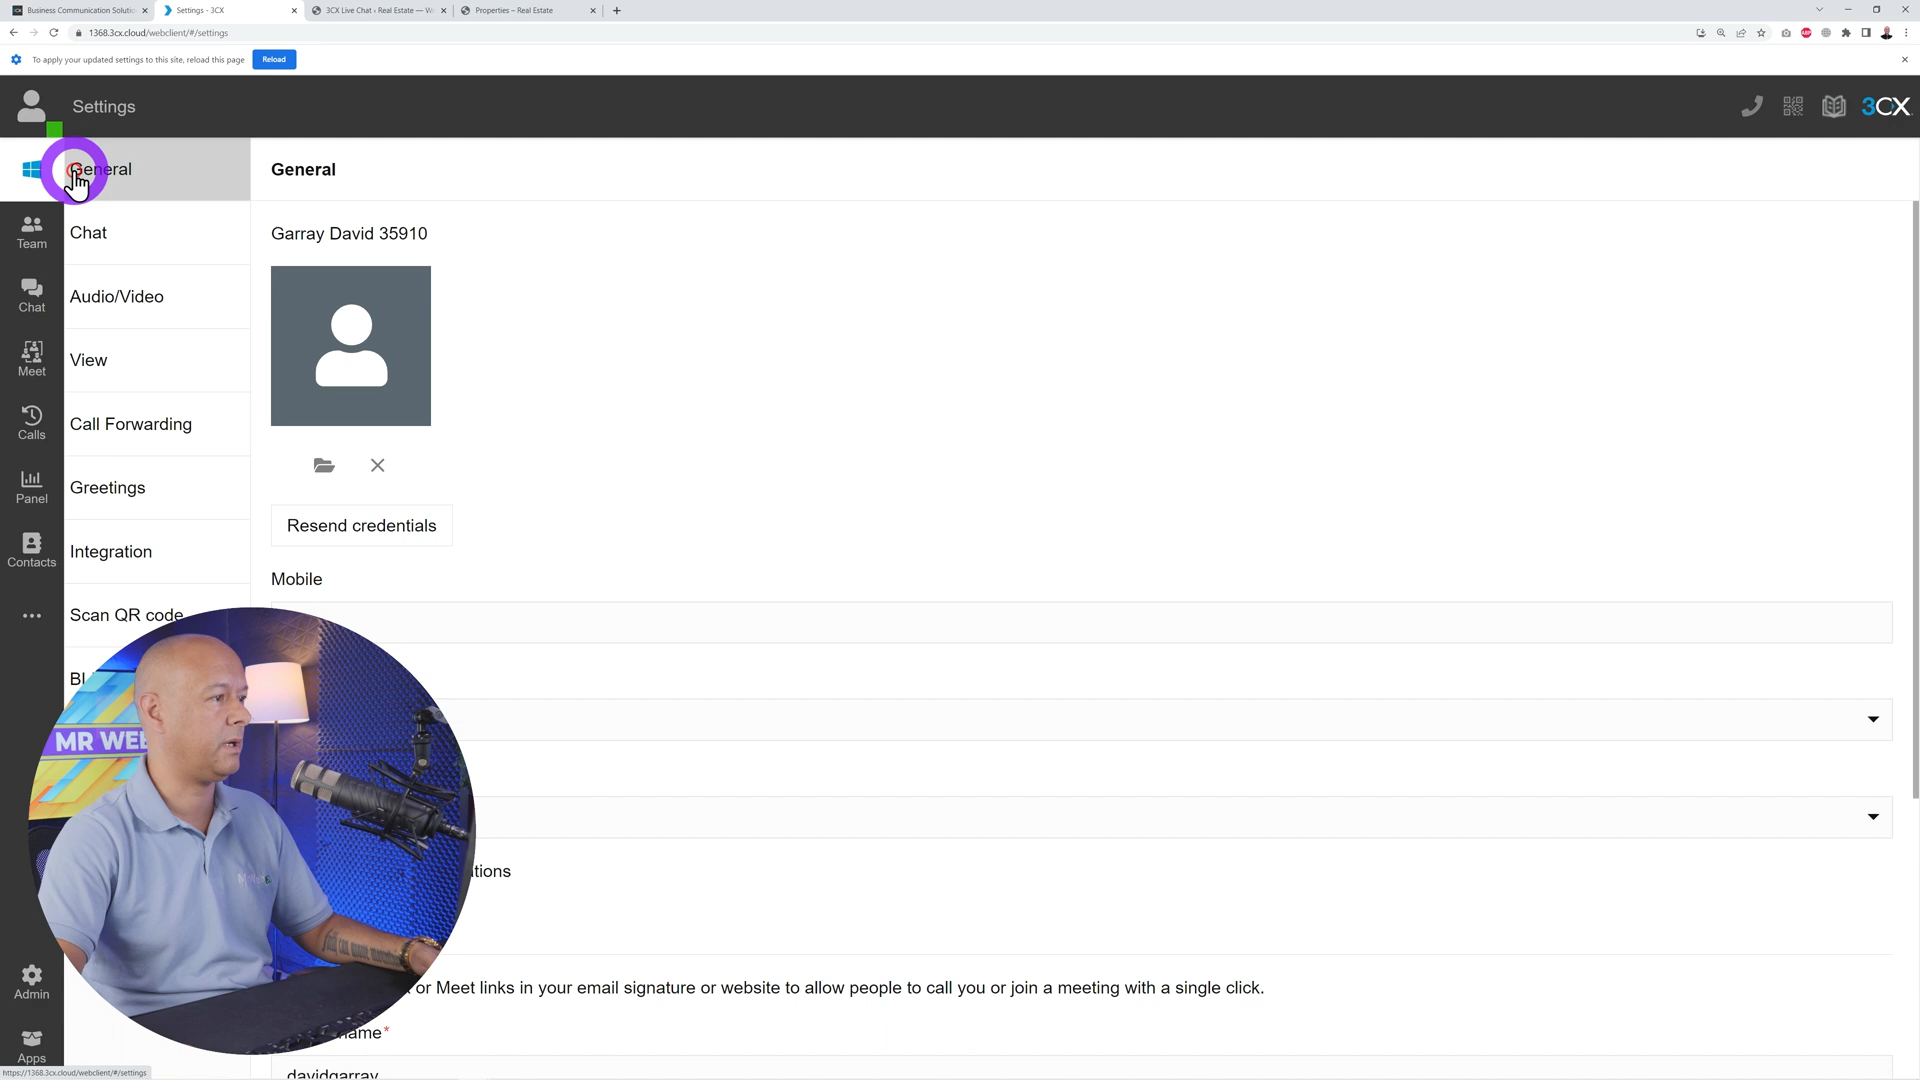 Business Communication Solutio
Settings - 3CX
3CX Live Chat ‹ Real Estate — W
Properties – Real Estate
1368.3cx.cloud/webclient/#/settings
To apply your updated settings to this site, reload this page
Reload
Settings
3CX
General
General
Team
Chat
Garray David 35910
Chat
Audio/Video
Meet
View
Calls
Call Forwarding
Panel
Greetings
Resend credentials
Contacts
Integration
Mobile
Scan QR code
BL
MR WEB
tions
or Meet links in your email signature or website to allow people to call you or join a meeting with a single click.
Admin
ame*
Apps
davidgarray
https://1368.3cx.cloud/webclient/#/settings